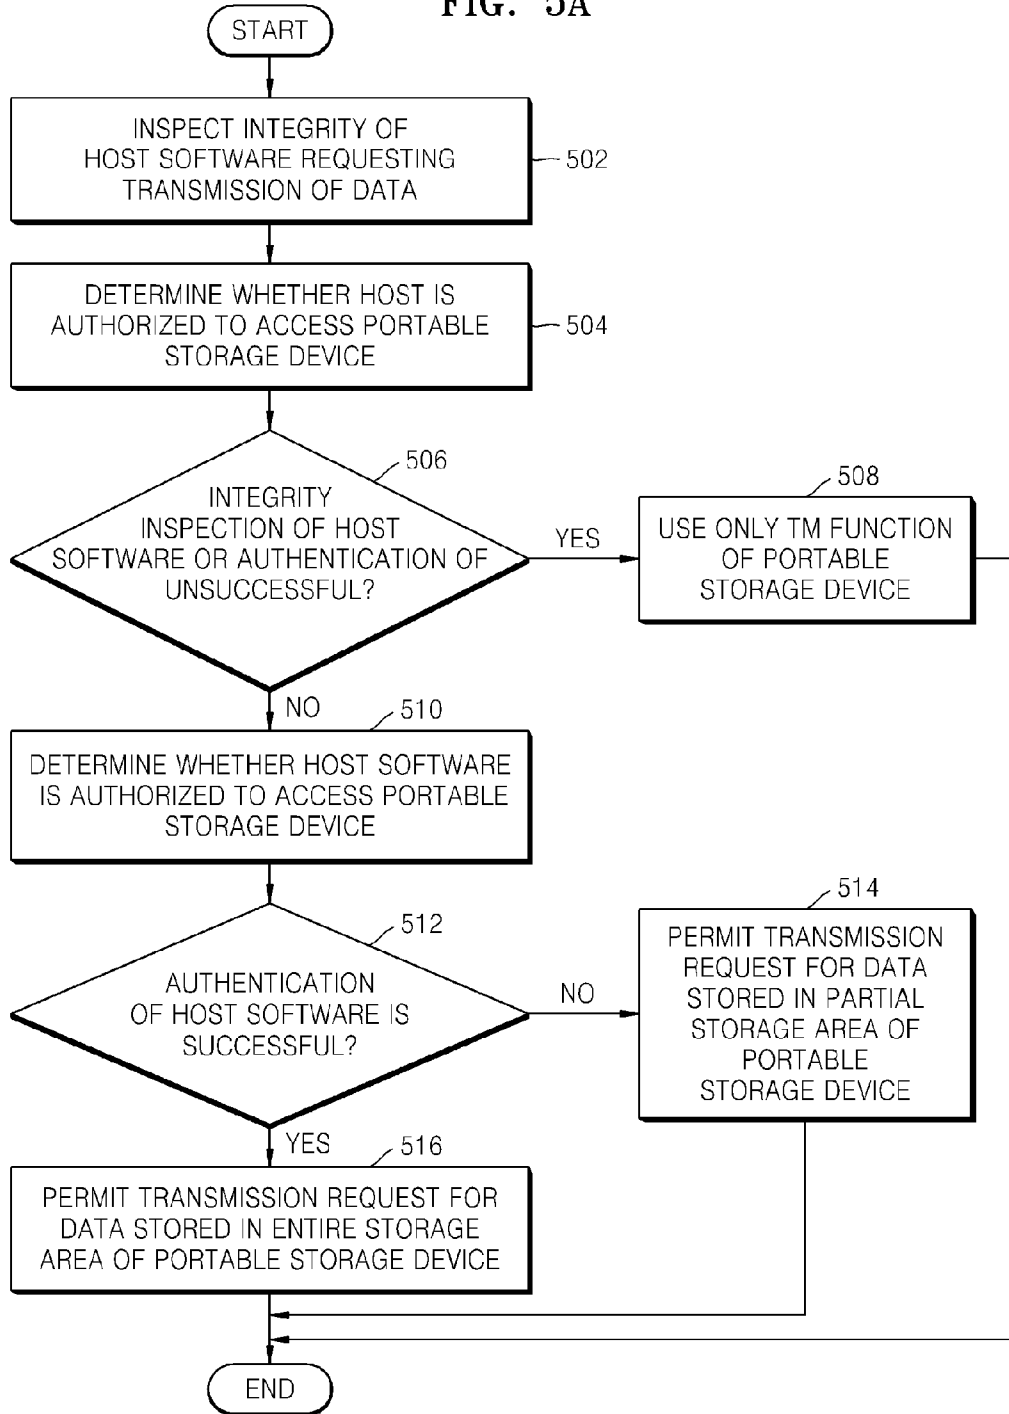 FIG. 5A
START
INSPECT INTEGRITY OF
HOST SOFTWARE REQUESTING
TRANSMISSION OF DATA
502
DETERMINE WHETHER HOST IS
AUTHORIZED TO ACCESS PORTABLE
STORAGE DEVICE
504
506
INTEGRITY
INSPECTION OF HOST
SOFTWARE OR AUTHENTICATION OF
UNSUCCESSFUL?
YES
508
USE ONLY TM FUNCTION
OF PORTABLE
STORAGE DEVICE
NO
510
DETERMINE WHETHER HOST SOFTWARE
IS AUTHORIZED TO ACCESS PORTABLE
STORAGE DEVICE
512
AUTHENTICATION
OF HOST SOFTWARE IS
SUCCESSFUL?
NO
514
PERMIT TRANSMISSION
REQUEST FOR DATA
STORED IN PARTIAL
STORAGE AREA OF
PORTABLE
STORAGE DEVICE
YES
516
PERMIT TRANSMISSION REQUEST FOR
DATA STORED IN ENTIRE STORAGE
AREA OF PORTABLE STORAGE DEVICE
END